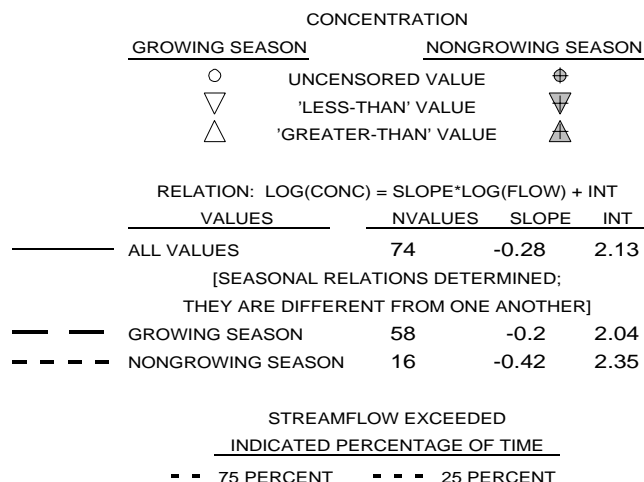 CONCENTRATION
GROWING SEASON NONGROWING SEASON
UNCENSORED VALUE
'LESS-THAN' VALUE
'GREATER-THAN' VALUE
RELATION: LOG(CONC) = SLOPE*LOG(FLOW) + INT
VALUES NVALUES SLOPE INT
ALL VALUES 74 -0.28 2.13
[SEASONAL RELATIONS DETERMINED;
THEY ARE DIFFERENT FROM ONE ANOTHER]
GROWING SEASON 58 -0.2 2.04
NONGROWING SEASON 16 -0.42 2.35
STREAMFLOW EXCEEDED
INDICATED PERCENTAGE OF TIME
75 PERCENT 25 PERCENT